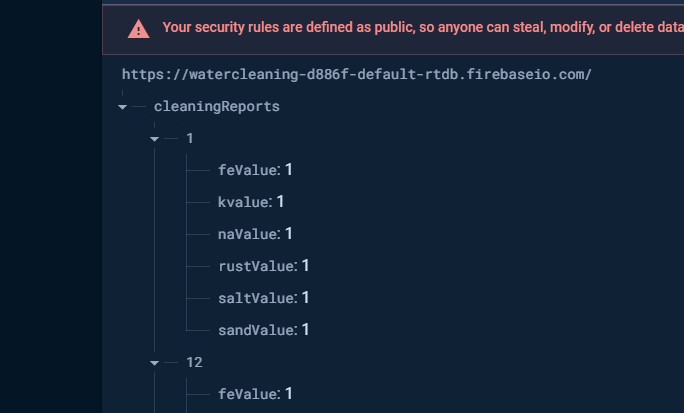 Your security rules are defined as public, so anyone can steal, modify, or delete data
https://watercleaning-d886f-default-rtdb.firebaseio.com/
cleaningReports
1
feValue: 1
kvalue: 1
naValue: 1
rustValue: 1
saltValue: 1
sandValue: 1
12
feValue: 1